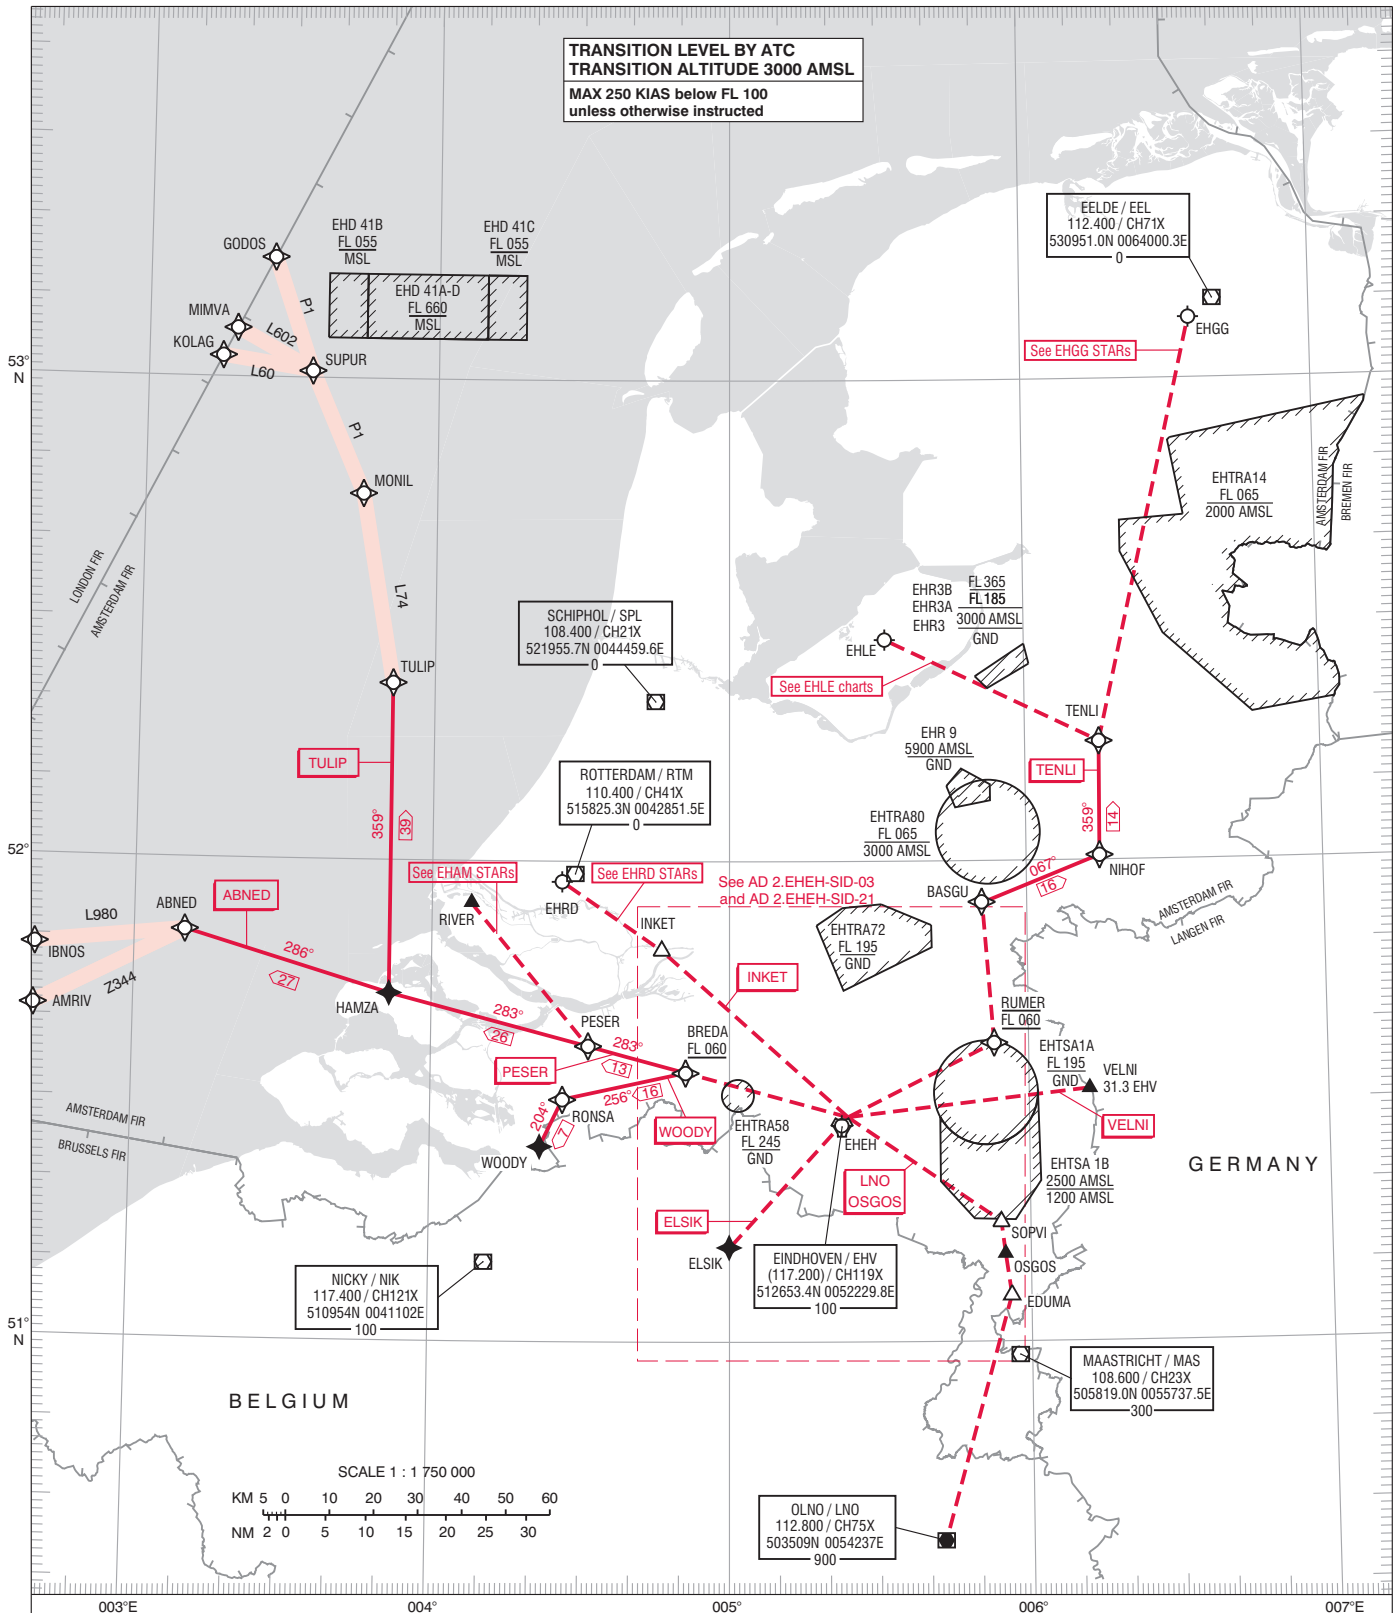 TRANSITION LEVEL BY ATC
TRANSITION ALTITUDE 3000 AMSL
MAX 250 KIAS below FL 100
unless otherwise instructed
EELDE / EEL
112.400 / CH71X
530951.0N 0064000.3E
0
EHGG
See EHGG STARs
GODOS
EHD 41B
FL 055
MSL
EHD 41C
FL 055
MSL
EHD 41A-D
FL 660
MSL
MIMVA
KOLAG
P1
L602
L60
SUPUR
53°
N
P1
MONIL
LONDON FIR
AMSTERDAM FIR
L74
TULIP
EHTRA14
FL 065
2000 AMSL
AMSTERDAM FIR
BREMEN FIR
EHR3B
EHR3A
EHR3
FL 365
FL 185
3000 AMSL
GND
EHLE
See EHLE charts
SCHIPHOL / SPL
108.400 / CH21X
521955.7N 0044459.6E
0
TENLI
TENLI
359°
14
NIHOF
EHR 9
5900 AMSL
GND
EHTRA80
FL 065
3000 AMSL
TULIP
359°
39
ROTTERDAM / RTM
110.400 / CH41X
515825.3N 0042851.5E
0
52°
N
See EHAM STARs
See EHRD STARs
See AD 2.EHEH-SID-03
and AD 2.EHEH-SID-21
BASGU
067°
16
AMSTERDAM FIR
LANGEN FIR
ABNED
ABNED
L980
IBNOS
Z344
AMRIV
286°
27
HAMZA
RIVER
EHRD
INKET
INKET
EHTRA72
FL 195
GND
283°
26
PESER
283°
13
PESER
BREDA
FL 060
RUMER
FL 060
EHTSA1A
FL 195
GND
VELNI
31.3 EHV
VELNI
256°
16
RONSA
204°
7
WOODY
WOODY
EHTRA58
FL 245
GND
EHEH
LNO
OSGOS
EHTSA 1B
2500 AMSL
1200 AMSL
AMSTERDAM FIR
BRUSSELS FIR
GERMANY
ELSIK
ELSIK
SOPVI
OSGOS
EDUMA
NICKY / NIK
117.400 / CH121X
510954N 0041102E
100
EINDHOVEN / EHV
(117.200) / CH119X
512653.4N 0052229.8E
100
51°
N
MAASTRICHT / MAS
108.600 / CH23X
505819.0N 0055737.5E
300
BELGIUM
SCALE 1 : 1 750 000
KM 5 0 10 20 30 40 50 60
NM 2 0 5 10 15 20 25 30
OLNO / LNO
112.800 / CH75X
503509N 0054237E
900
003°E 004° 005° 006° 007°E